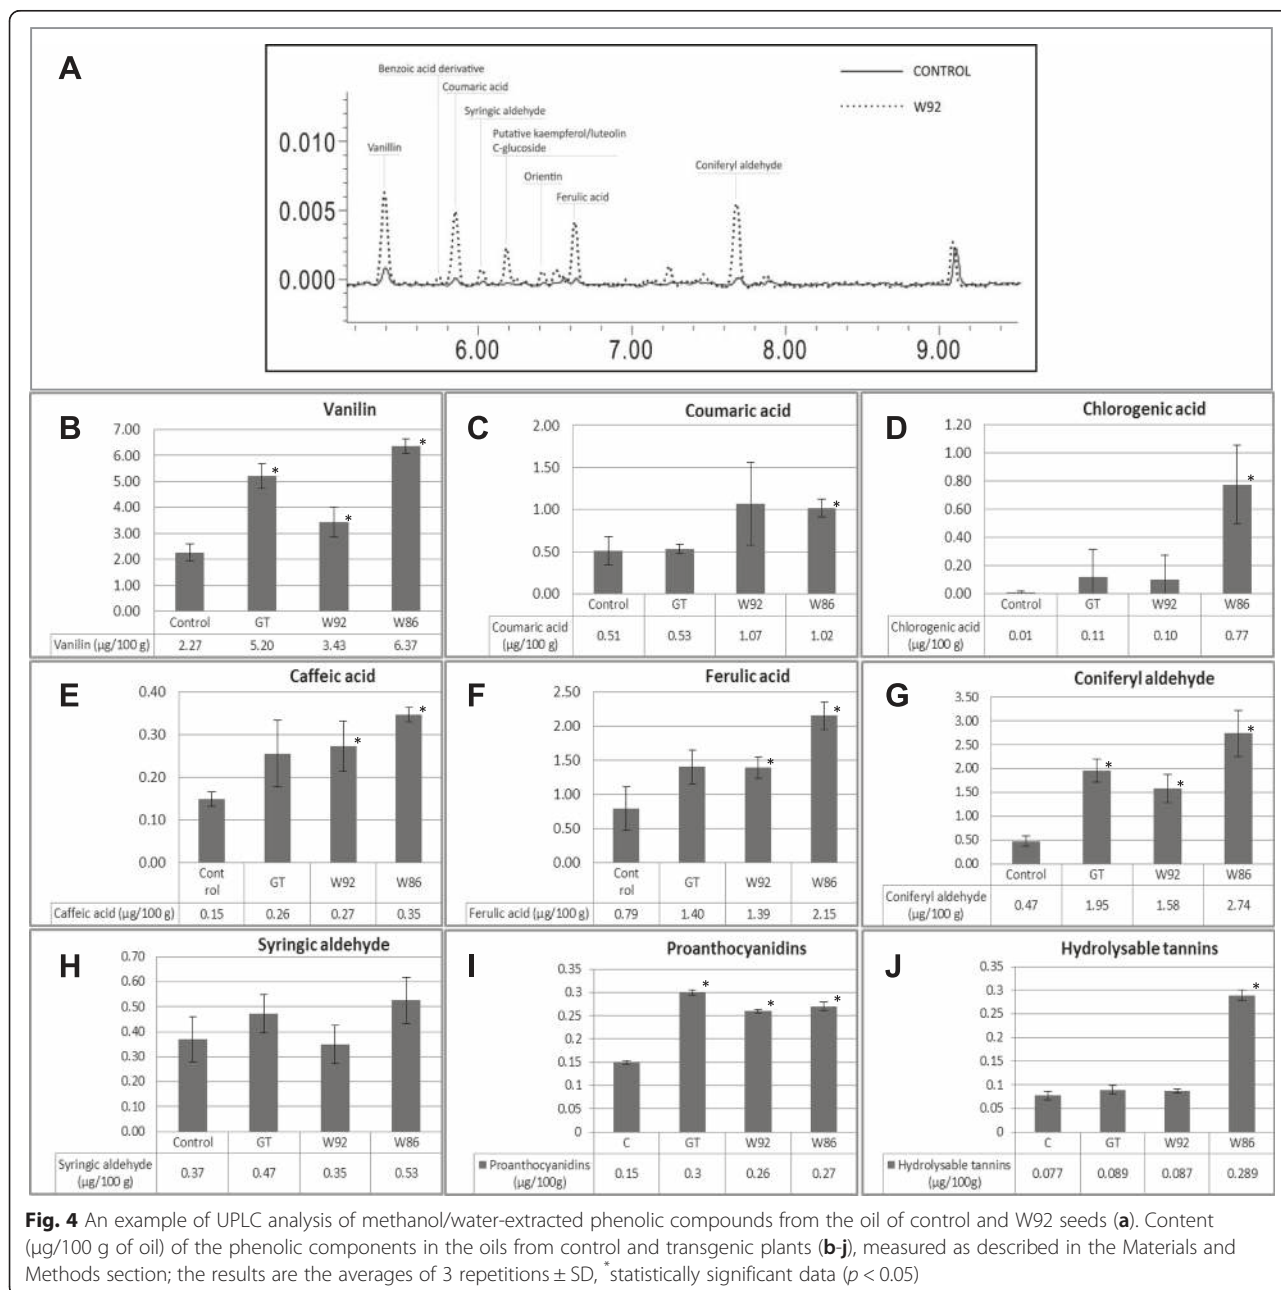 A
Benzoic acid derivative
Coumaric acid
Syringic aldehyde
Putative kaempferol/luteolin
C-glucoside
Vanillin
Orientin
Ferulic acid
Coniferyl aldehyde
CONTROL
W92
0.010
0.005
0.000
6.00 7.00 8.00 9.00
B
Vanilin
7.00
6.00
5.00
4.00
3.00
2.00
1.00
0.00
* * *
Control GT W92 W86
Vanilin (µg/100 g) 2.27 5.20 3.43 6.37
C
Coumaric acid
2.00
1.50
1.00
0.50
0.00
*
Control GT W92 W86
Coumaric acid
(µg/100 g)
0.51 0.53 1.07 1.02
D
Chlorogenic acid
1.20
1.00
0.80
0.60
0.40
0.20
0.00
*
Control GT W92 W86
Chlorogenic acid
(µg/100 g)
0.01 0.11 0.10 0.77
E
Caffeic acid
0.40
0.30
0.20
0.10
0.00
* *
Cont
rol
GT W92 W86
Caffeic acid (µg/100 g) 0.15 0.26 0.27 0.35
F
Ferulic acid
2.50
2.00
1.50
1.00
0.50
0.00
* *
Cont
rol
GT W92 W86
Ferulic acid (µg/100 g) 0.79 1.40 1.39 2.15
G
Coniferyl aldehyde
3.50
3.00
2.50
2.00
1.50
1.00
0.50
0.00
* * *
Control GT W92 W86
Coniferyl aldehyde
(µg/100 g)
0.47 1.95 1.58 2.74
H
Syringic aldehyde
0.70
0.60
0.50
0.40
0.30
0.20
0.10
0.00
Control GT W92 W86
Syringic aldehyde
(µg/100 g)
0.37 0.47 0.35 0.53
I
Proanthocyanidins
0.35
0.3
0.25
0.2
0.15
0.1
0.05
0
* * *
C GT W92 W86
Proanthocyanidins
(µg/100g)
0.15 0.3 0.26 0.27
J
Hydrolysable tannins
0.35
0.3
0.25
0.2
0.15
0.1
0.05
0
*
C GT W92 W86
Hydrolysable tannins
(µg/100g)
0.077 0.089 0.087 0.289
Fig. 4 An example of UPLC analysis of methanol/water-extracted phenolic compounds from the oil of control and W92 seeds (a). Content
(µg/100 g of oil) of the phenolic components in the oils from control and transgenic plants (b-j), measured as described in the Materials and
Methods section; the results are the averages of 3 repetitions ± SD, *statistically significant data (p < 0.05)